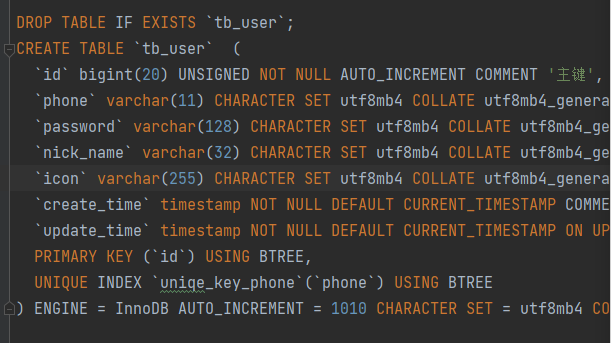 DROP TABLE IF EXISTS `tb_user`;
CREATE TABLE `tb_user`  (
  `id` bigint(20) UNSIGNED NOT NULL AUTO_INCREMENT COMMENT '主键',
  `phone` varchar(11) CHARACTER SET utf8mb4 COLLATE utf8mb4_genera
  `password` varchar(128) CHARACTER SET utf8mb4 COLLATE utf8mb4_ge
  `nick_name` varchar(32) CHARACTER SET utf8mb4 COLLATE utf8mb4_ge
  `icon` varchar(255) CHARACTER SET utf8mb4 COLLATE utf8mb4_genera
  `create_time` timestamp NOT NULL DEFAULT CURRENT_TIMESTAMP COMME
  `update_time` timestamp NOT NULL DEFAULT CURRENT_TIMESTAMP ON UP
  PRIMARY KEY (`id`) USING BTREE,
  UNIQUE INDEX `uniqe_key_phone`(`phone`) USING BTREE
) ENGINE = InnoDB AUTO_INCREMENT = 1010 CHARACTER SET = utf8mb4 CO